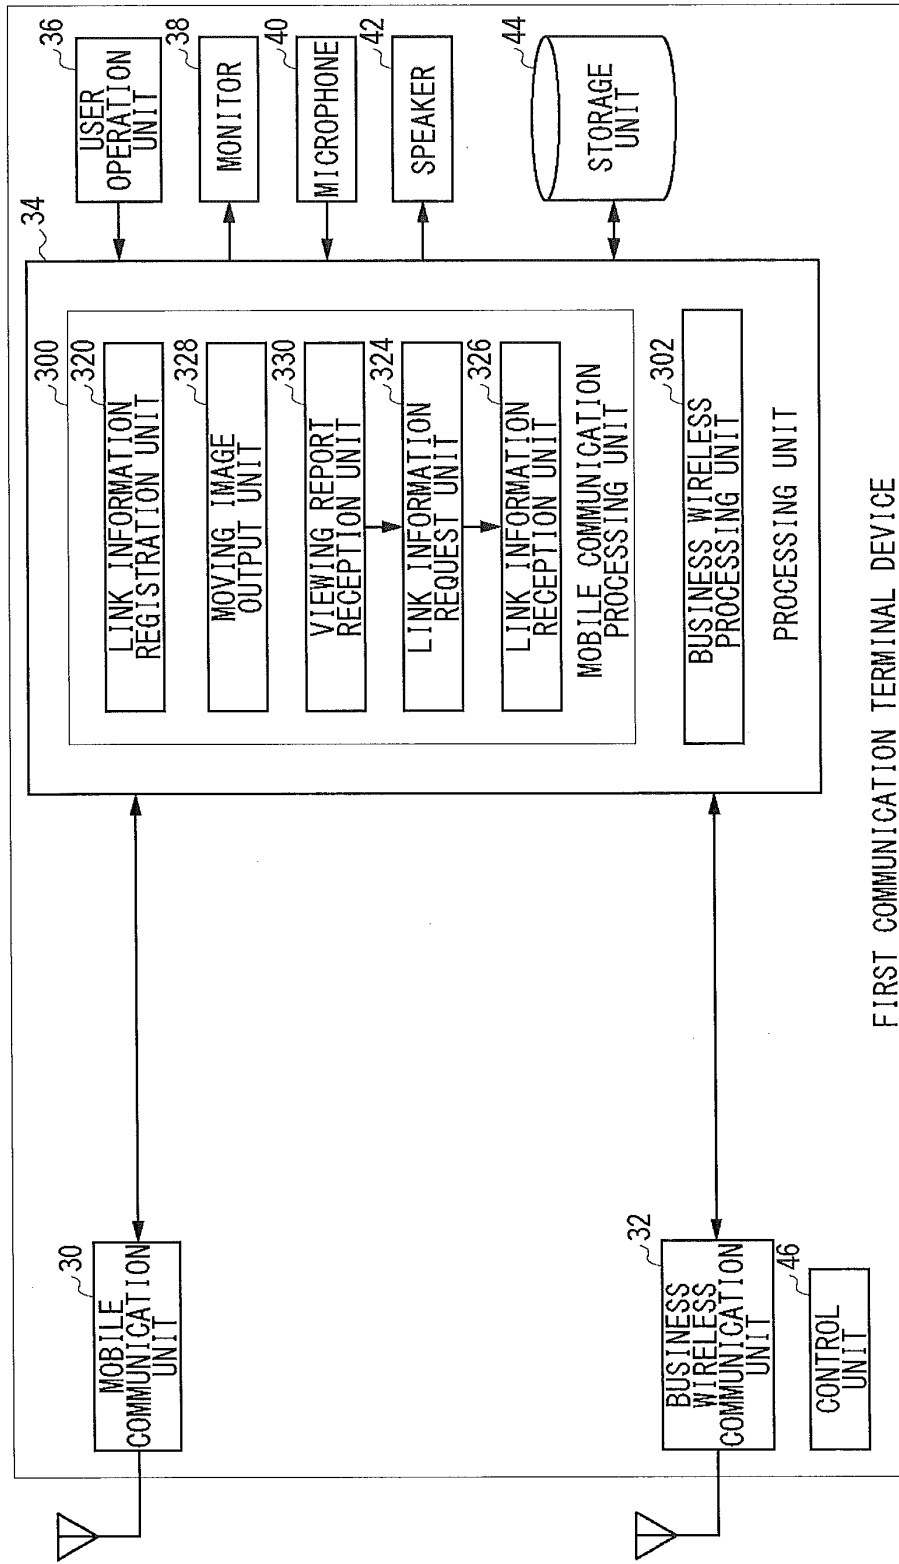 30
MOBILE
COMMUNICATION
UNIT
32
BUSINESS
WIRELESS
COMMUNICATION
UNIT
46
CONTROL
UNIT
34
300
320
LINK INFORMATION
REGISTRATION UNIT
328
MOVING IMAGE
OUTPUT UNIT
330
VIEWING REPORT
RECEPTION UNIT
324
LINK INFORMATION
REQUEST UNIT
326
LINK INFORMATION
RECEPTION UNIT
MOBILE COMMUNICATION
PROCESSING UNIT
302
BUSINESS WIRELESS
PROCESSING UNIT
PROCESSING UNIT
36
USER
OPERATION
UNIT
38
MONITOR
40
MICROPHONE
42
SPEAKER
44
STORAGE
UNIT
FIRST COMMUNICATION TERMINAL DEVICE